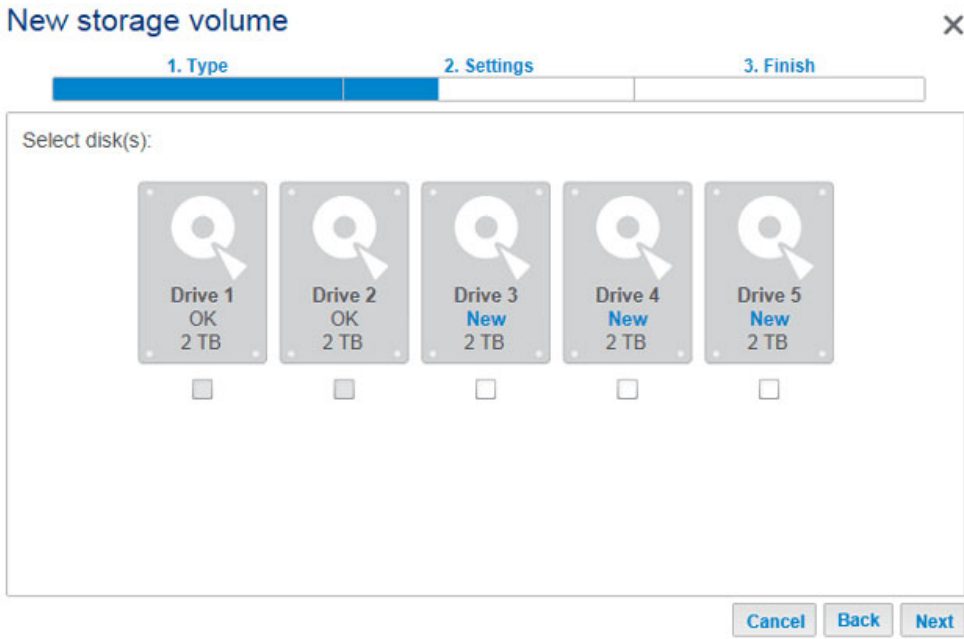 New storage volume
1. Type 2. Settings 3. Finish
Select disk(s):
Drive 1 Drive 2 Drive 3 Drive 4 Drive 5
OK OK New New New
2 TB 2 TB 2 TB 2 TB 2 TB
Cancel Back Next